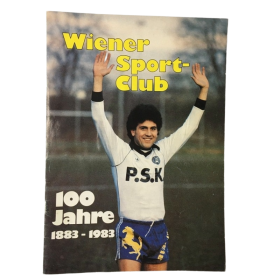 Wiener
Sport-
Club
P.S.K
100
Jahre
1883-1983